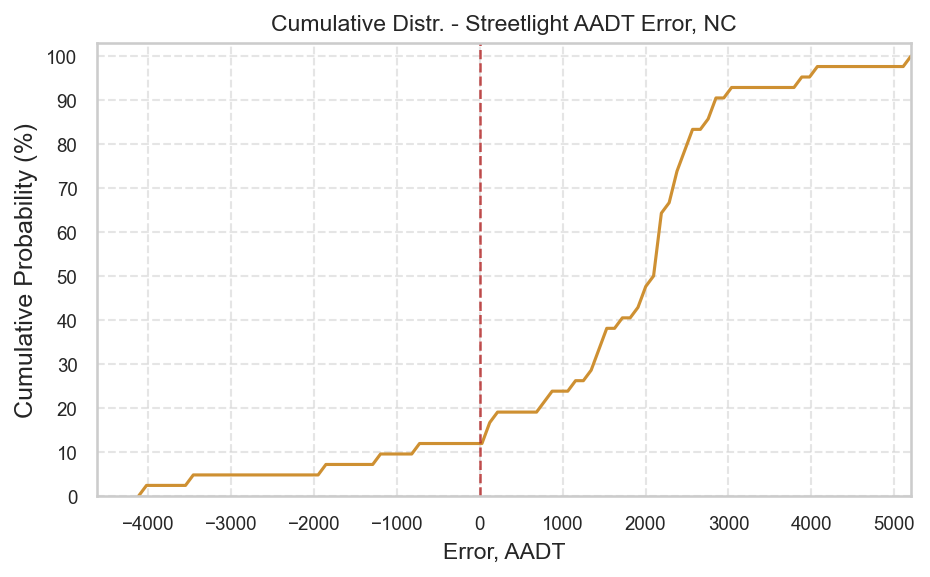 Cumulative Distr. - Streetlight AADT Error, NC
Cumulative Probability (%)
100
90
80
70
60
50
40
30
20
10
0
−4000 −3000 −2000 −1000 0 1000 2000 3000 4000 5000
Error, AADT